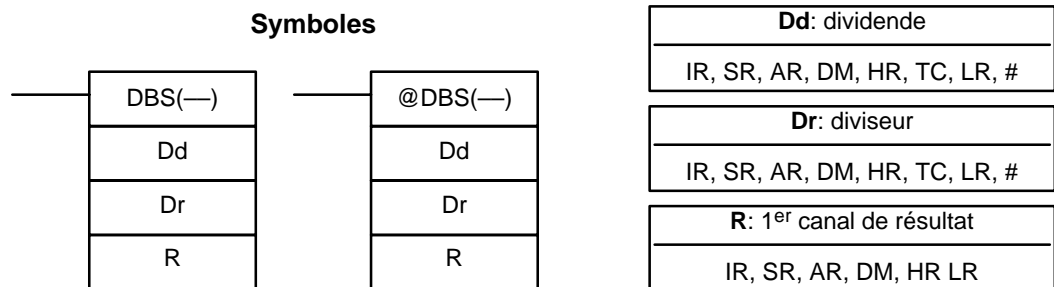 Symboles
DBS(—)
Dd
Dr
R
@DBS(—)
Dd
Dr
R
Dd: dividende
IR, SR, AR, DM, HR, TC, LR, #
Dr: diviseur
IR, SR, AR, DM, HR, TC, LR, #
R: 1er canal de résultat
IR, SR, AR, DM, HR LR